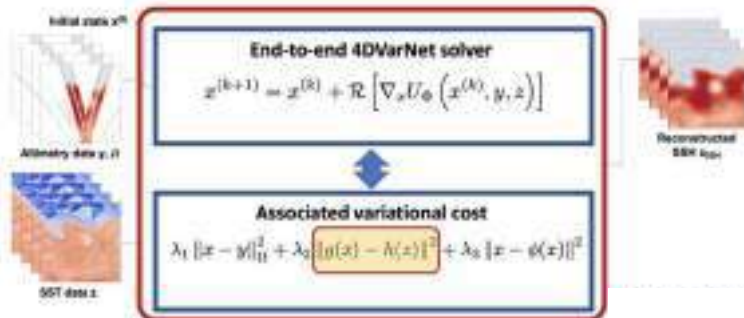 Initial state x⁽⁰⁾
End-to-end 4DVarNet solver
x^{(k+1)} = x^{(k)} + ℛ [∇ₓU_Φ (x^{(k)}, y, z)]
Altimetry data y, Ω
Reconstructed
SSH x_SSH
Associated variational cost
λ₁ ||x − y||²_Ω + λ₂ ||g(x) − h(z)||² + λ₃ ||x − ϕ(x)||²
SST data z